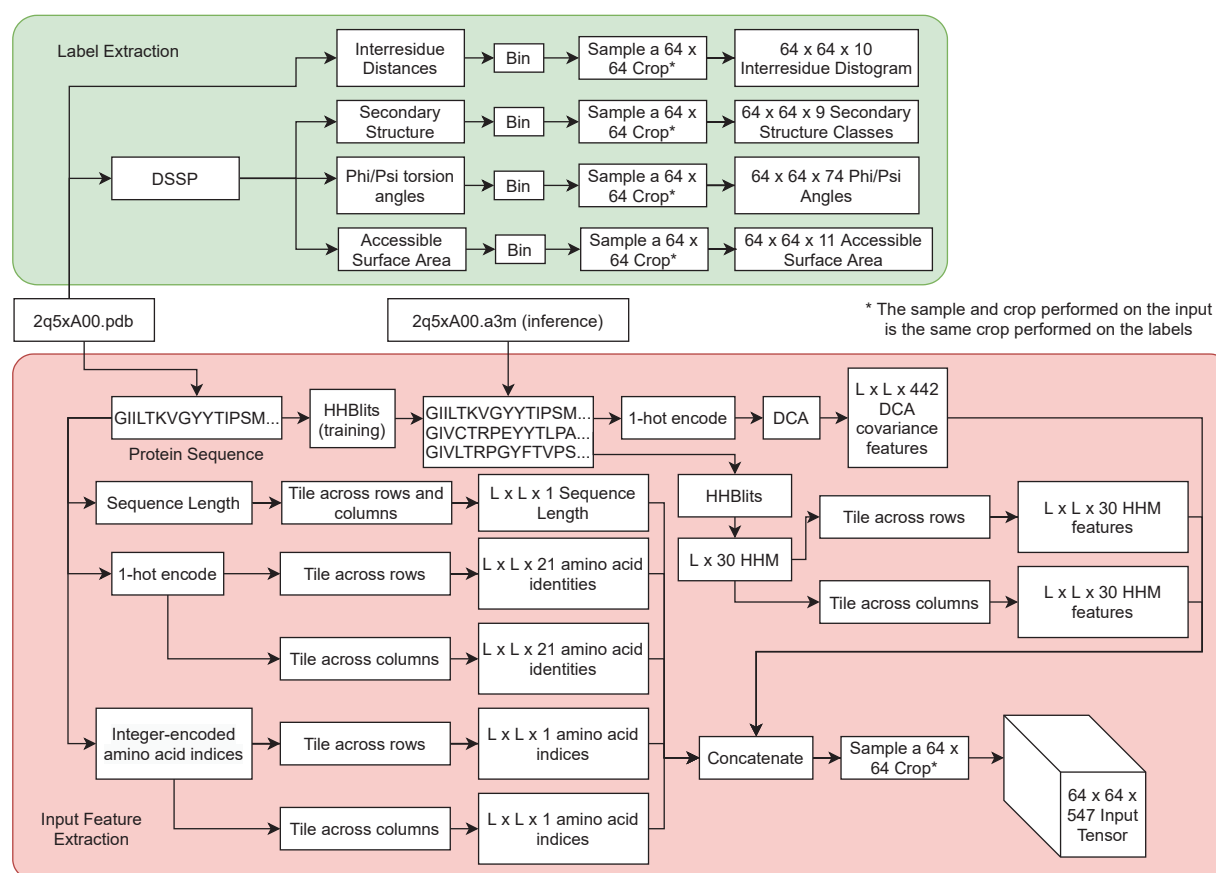 Label Extraction
Interresidue
Distances
Bin
Sample a 64 x
64 Crop*
64 x 64 x 10
Interresidue Distogram
Secondary
Structure
Bin
Sample a 64 x
64 Crop*
64 x 64 x 9 Secondary
Structure Classes
DSSP
Phi/Psi torsion
angles
Bin
Sample a 64 x
64 Crop*
64 x 64 x 74 Phi/Psi
Angles
Accessible
Surface Area
Bin
Sample a 64 x
64 Crop*
64 x 64 x 11 Accessible
Surface Area
2q5xA00.pdb
2q5xA00.a3m (inference)
* The sample and crop performed on the input
is the same crop performed on the labels
GIILTKVGYYTIPSM...
Protein Sequence
HHBlits
(training)
GIILTKVGYYTIPSM...
GIVCTRPEYYTLPA...
GIVLTRPGYFTVPS...
1-hot encode
DCA
L x L x 442
DCA
covariance
features
HHBlits
L x 30 HHM
Tile across rows
L x L x 30 HHM
features
Tile across columns
L x L x 30 HHM
features
Sequence Length
Tile across rows and
columns
L x L x 1 Sequence
Length
1-hot encode
Tile across rows
L x L x 21 amino acid
identities
Tile across columns
L x L x 21 amino acid
identities
Integer-encoded
amino acid indices
Tile across rows
L x L x 1 amino acid
indices
Tile across columns
L x L x 1 amino acid
indices
Concatenate
Sample a 64 x
64 Crop*
64 x 64 x
547 Input
Tensor
Input Feature
Extraction